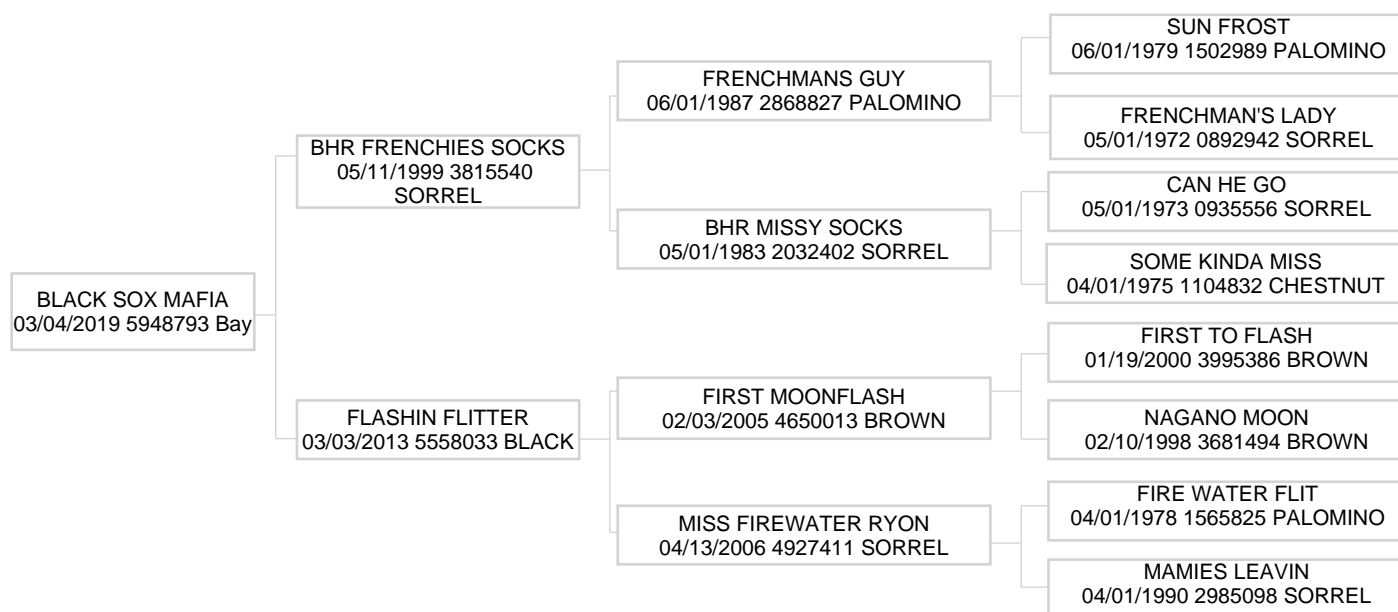 BLACK SOX MAFIA
03/04/2019 5948793 Bay
BHR FRENCHIES SOCKS
05/11/1999 3815540
SORREL
FLASHIN FLITTER
03/03/2013 5558033 BLACK
FRENCHMANS GUY
06/01/1987 2868827 PALOMINO
BHR MISSY SOCKS
05/01/1983 2032402 SORREL
FIRST MOONFLASH
02/03/2005 4650013 BROWN
MISS FIREWATER RYON
04/13/2006 4927411 SORREL
SUN FROST
06/01/1979 1502989 PALOMINO
FRENCHMAN'S LADY
05/01/1972 0892942 SORREL
CAN HE GO
05/01/1973 0935556 SORREL
SOME KINDA MISS
04/01/1975 1104832 CHESTNUT
FIRST TO FLASH
01/19/2000 3995386 BROWN
NAGANO MOON
02/10/1998 3681494 BROWN
FIRE WATER FLIT
04/01/1978 1565825 PALOMINO
MAMIES LEAVIN
04/01/1990 2985098 SORREL